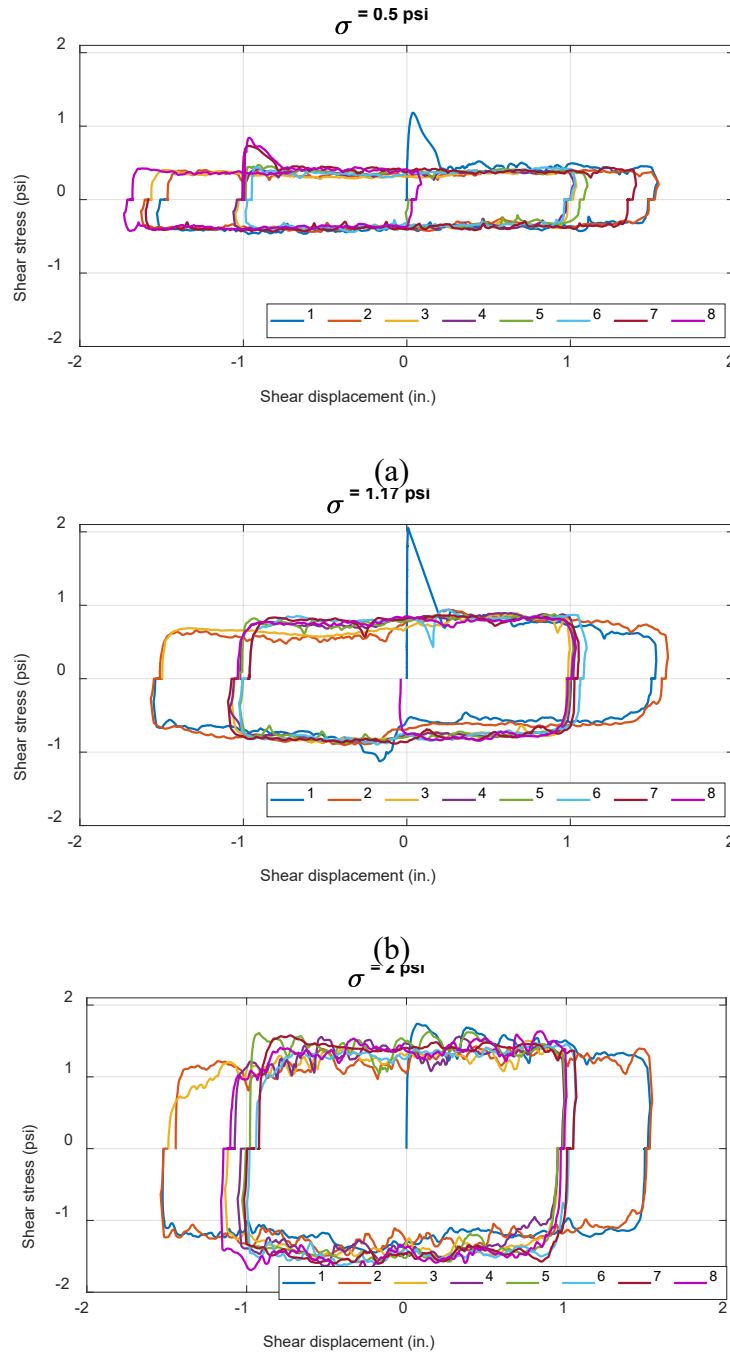 σ = 0.5 psi
2
1
0
-1
-2
Shear stress (psi)
1 2 3 4 5 6 7 8
-2 -1 0 1 2
Shear displacement (in.)
(a)
σ = 1.17 psi
2
1
0
-1
-2
Shear stress (psi)
1 2 3 4 5 6 7 8
-2 -1 0 1 2
Shear displacement (in.)
(b)
σ = 2 psi
2
1
0
-1
-2
Shear stress (psi)
1 2 3 4 5 6 7 8
-2 -1 0 1 2
Shear displacement (in.)